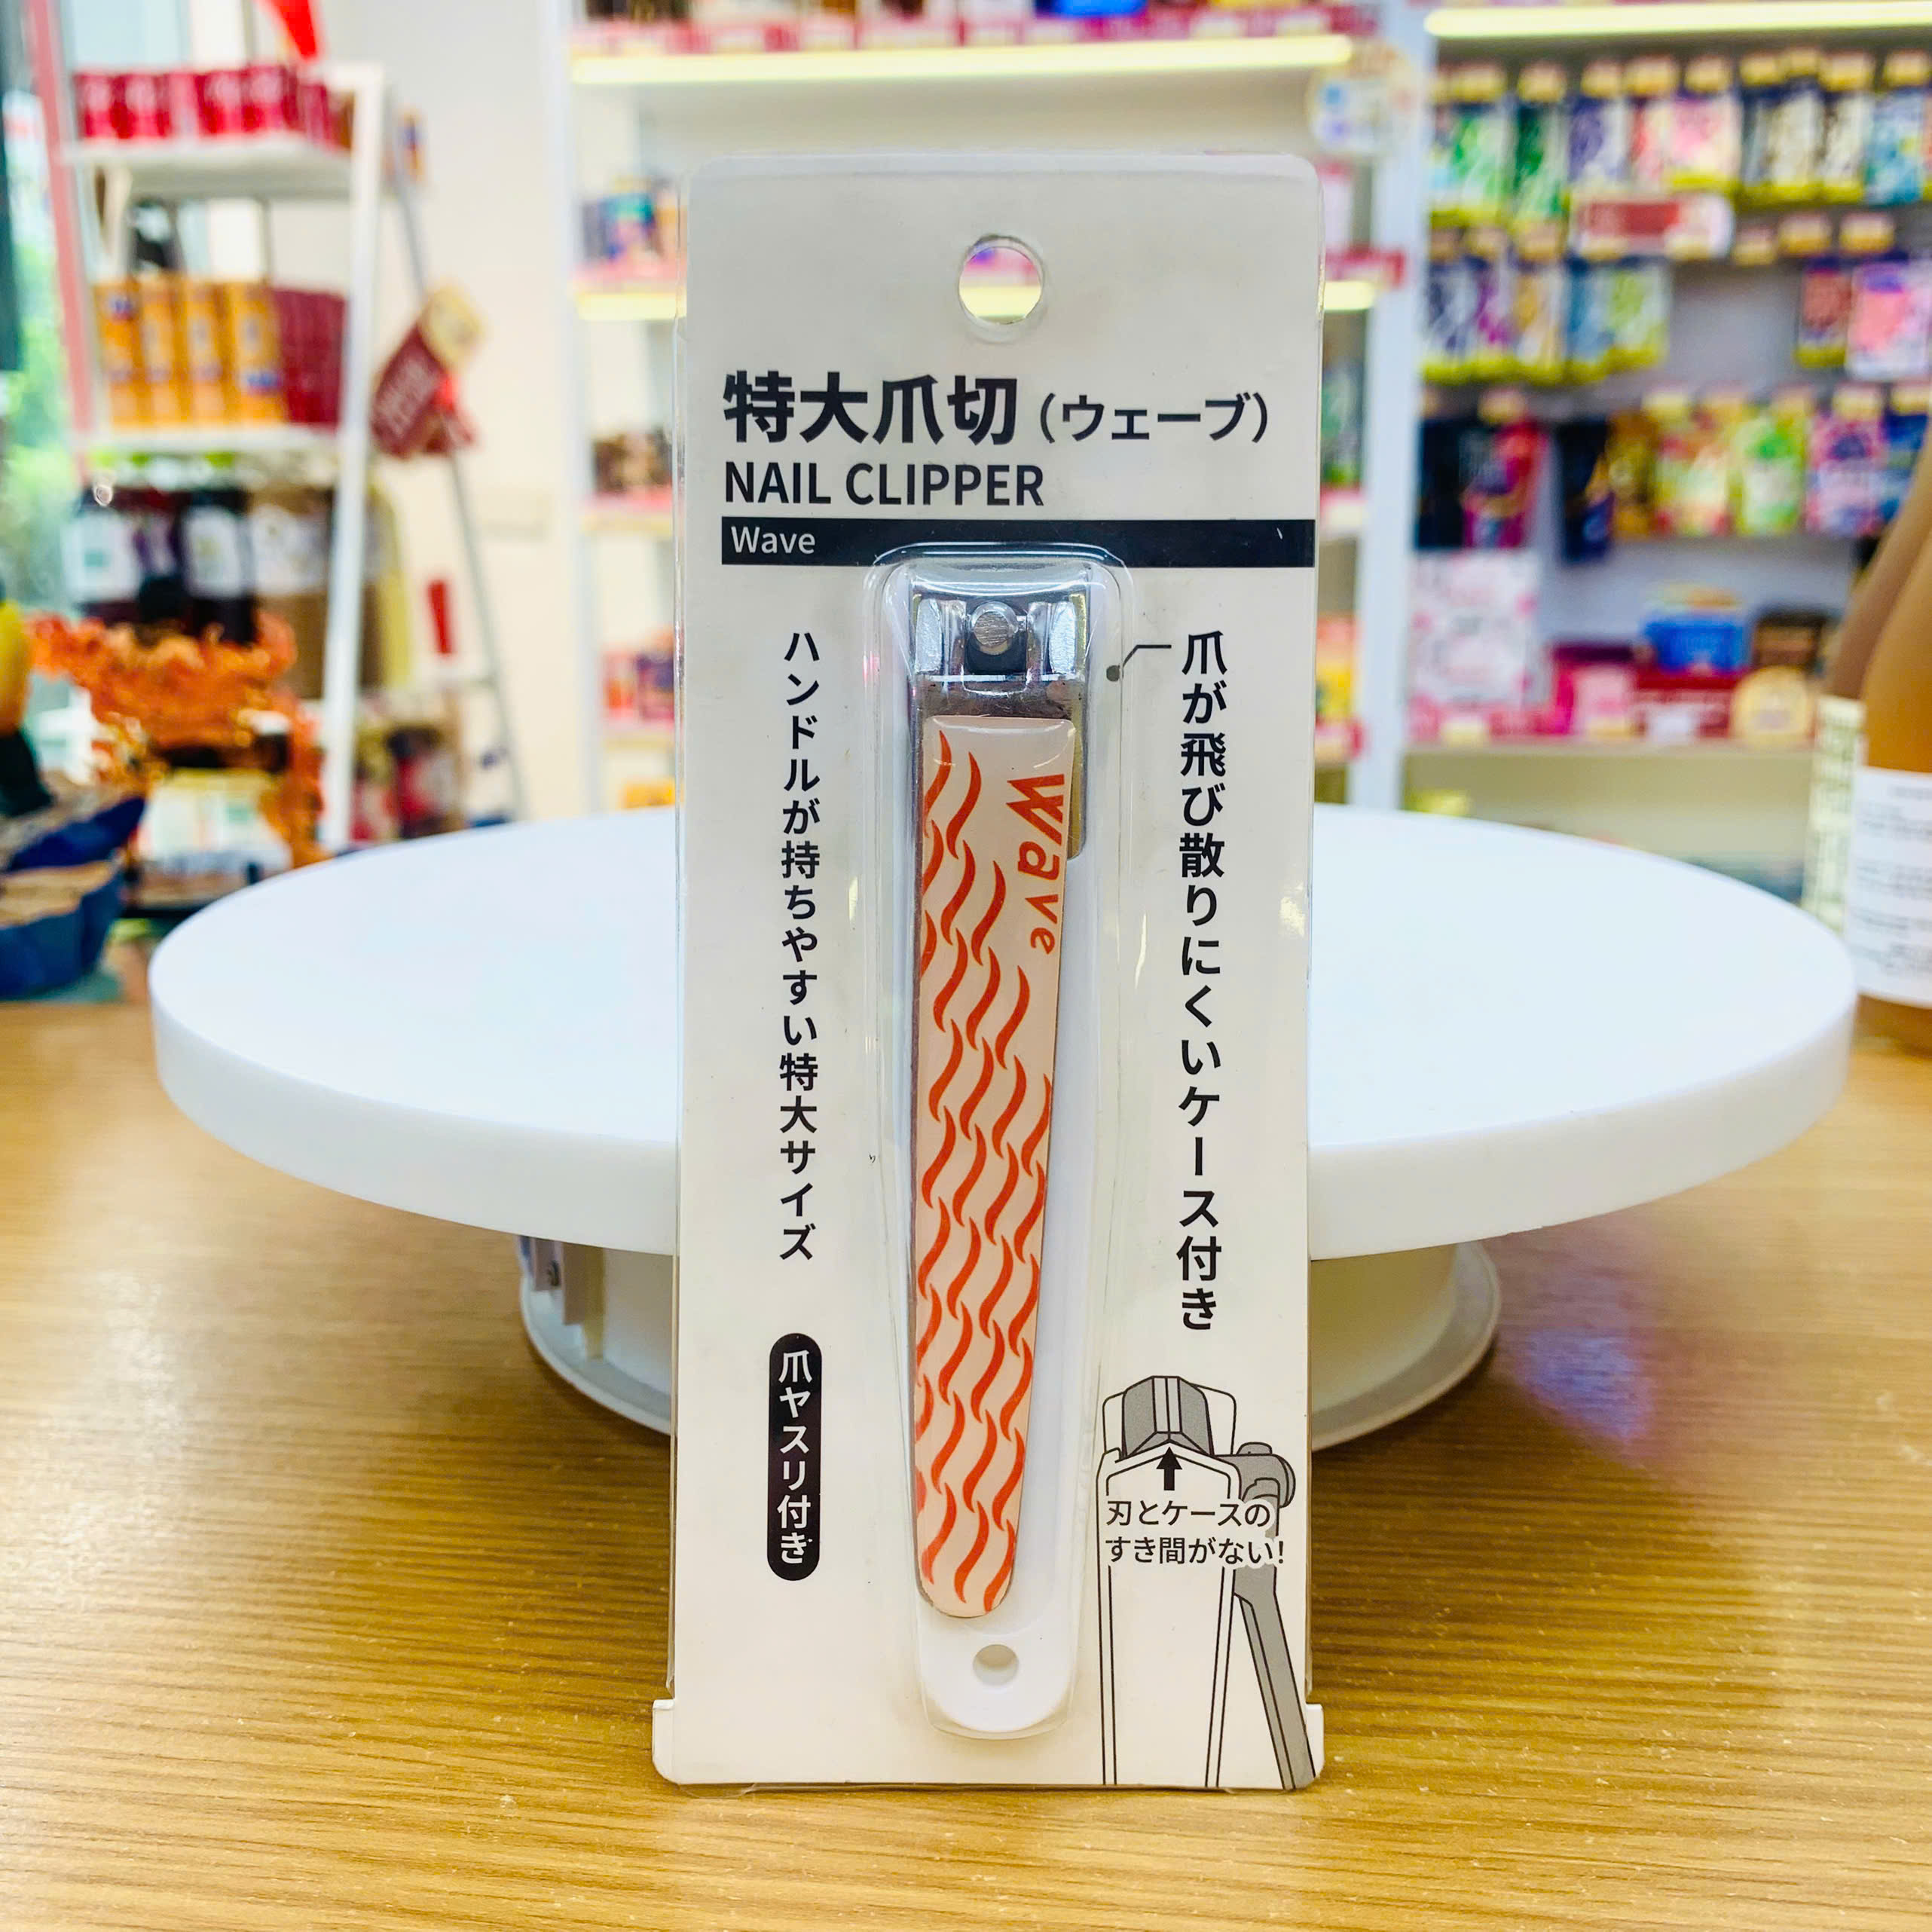 特大爪切（ウェーブ）
NAIL CLIPPER
Wave
爪が飛び散りにくいケース付き
ハンドルが持ちやすい特大サイズ
爪ヤスリ付き
Wave
刃とケースの
すき間がない!